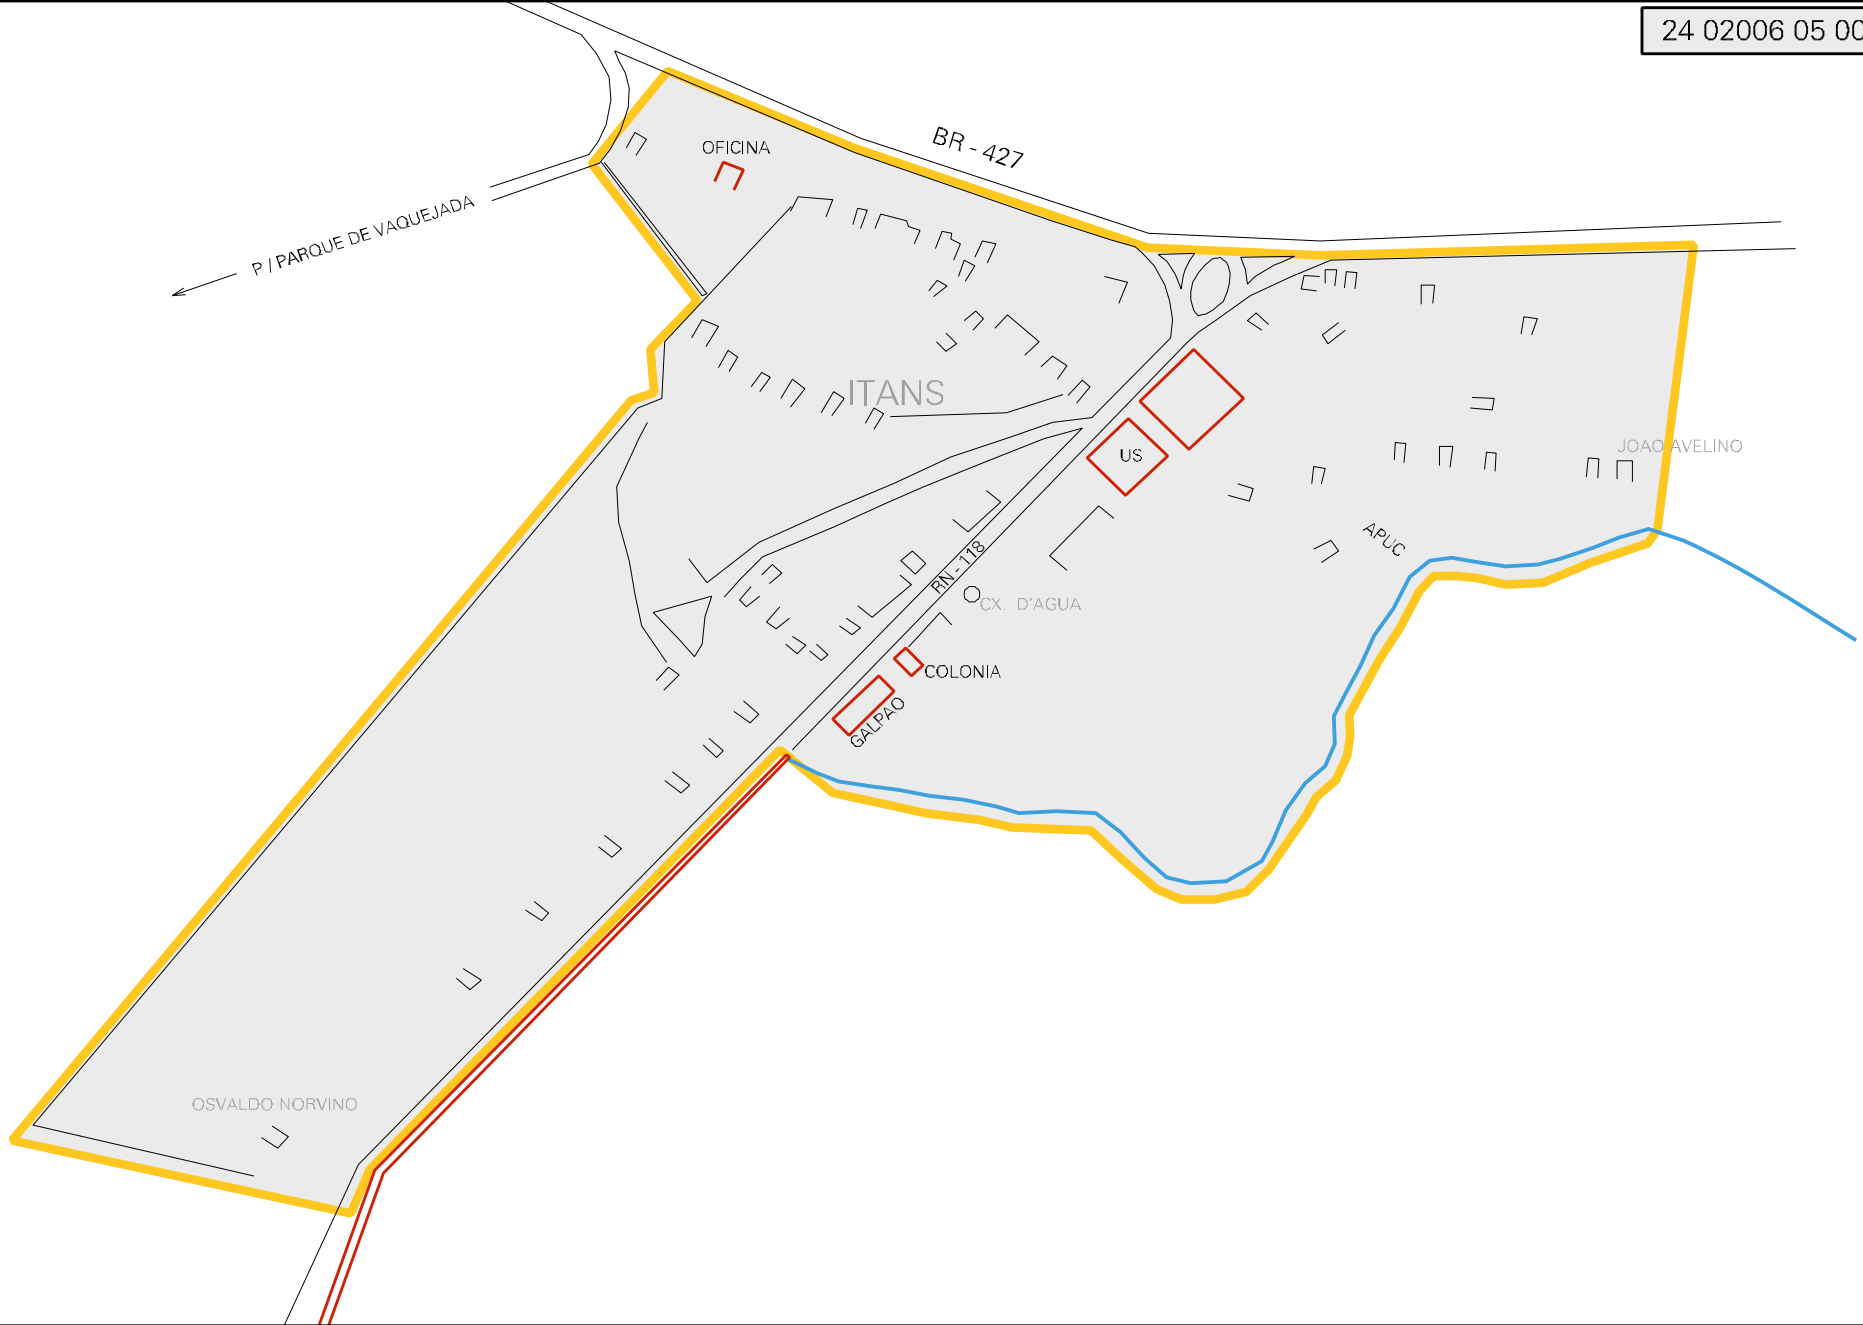 24 02006 05 00
BR - 427
OFICINA
P / PARQUE DE VAQUEJADA
ITANS
JOAO AVELINO
US
APUC
RN - 118
CX. D'AGUA
COLONIA
GALPAO
OSVALDO NORVINO